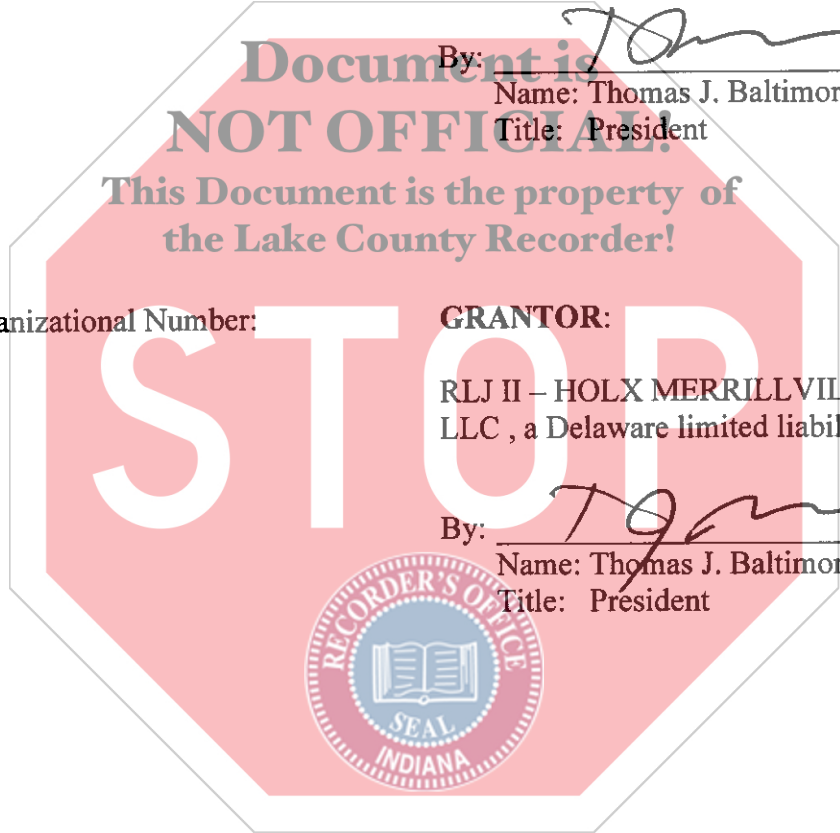 By:
Name: Thomas J. Baltimor
Title: President
Document is
NOT OFFICIAL!
This Document is the property of
the Lake County Recorder!
anizational Number:
GRANTOR:
RLJ II – HOLX MERRILLVIL
LLC , a Delaware limited liabil
STOP
By:
Name: Thomas J. Baltimor
Title: President
RECORDER'S OFFICE
SEAL
INDIANA